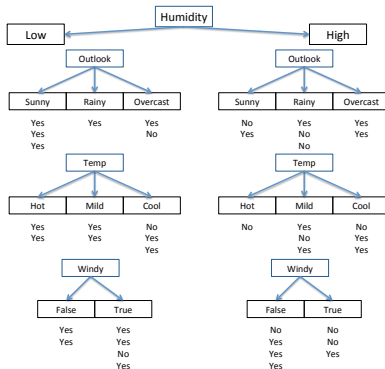 Humidity
Low High
Outlook Outlook
Sunny Rainy Overcast Sunny Rainy Overcast
Yes Yes Yes No Yes Yes
Yes No Yes No Yes
Yes No
Temp Temp
Hot Mild Cool Hot Mild Cool
Yes Yes No No Yes No
Yes Yes Yes No Yes
Yes Yes Yes
Windy Windy
False True False True
Yes Yes No No
Yes Yes Yes No
No Yes Yes
Yes Yes